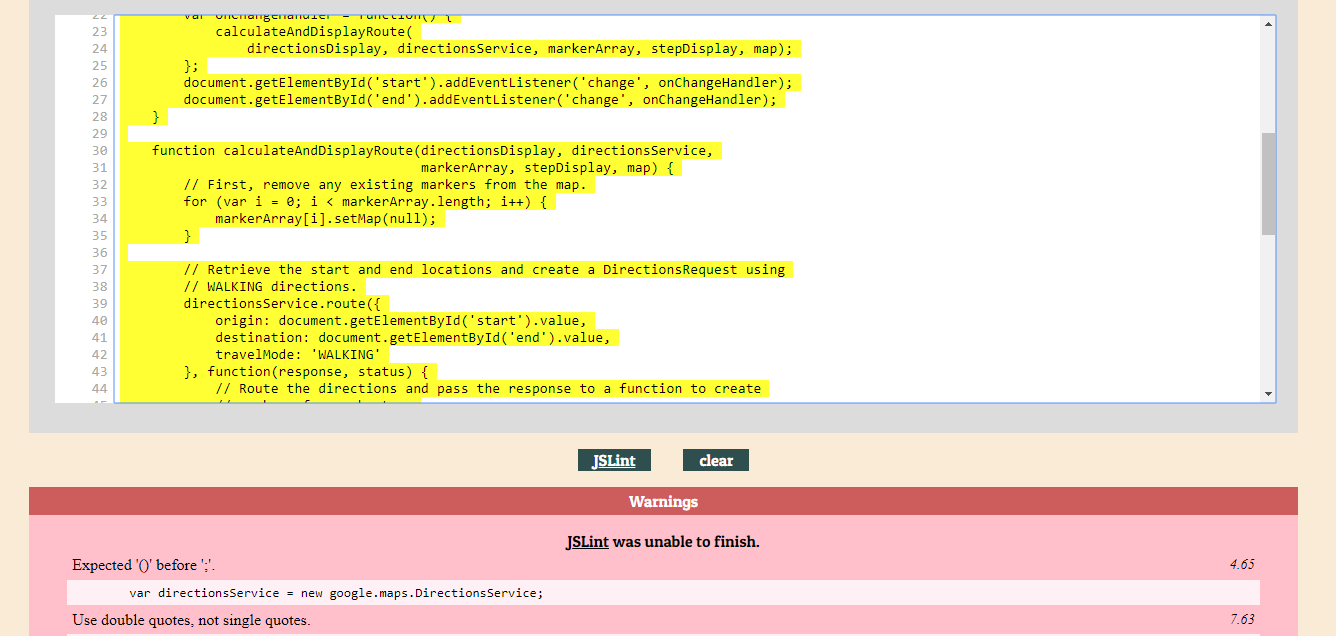 22 var onChangeHandler = function() {
23 calculateAndDisplayRoute(
24 directionsDisplay, directionsService, markerArray, stepDisplay, map);
25 };
26 document.getElementById('start').addEventListener('change', onChangeHandler);
27 document.getElementById('end').addEventListener('change', onChangeHandler);
28 }
29
30 function calculateAndDisplayRoute(directionsDisplay, directionsService,
31 markerArray, stepDisplay, map) {
32 // First, remove any existing markers from the map.
33 for (var i = 0; i < markerArray.length; i++) {
34 markerArray[i].setMap(null);
35 }
36
37 // Retrieve the start and end locations and create a DirectionsRequest using
38 // WALKING directions.
39 directionsService.route({
40 origin: document.getElementById('start').value,
41 destination: document.getElementById('end').value,
42 travelMode: 'WALKING'
43 }, function(response, status) {
44 // Route the directions and pass the response to a function to create
JSLint clear
Warnings
JSLint was unable to finish.
Expected '()' before ';'. 4.65
var directionsService = new google.maps.DirectionsService;
Use double quotes, not single quotes. 7.63